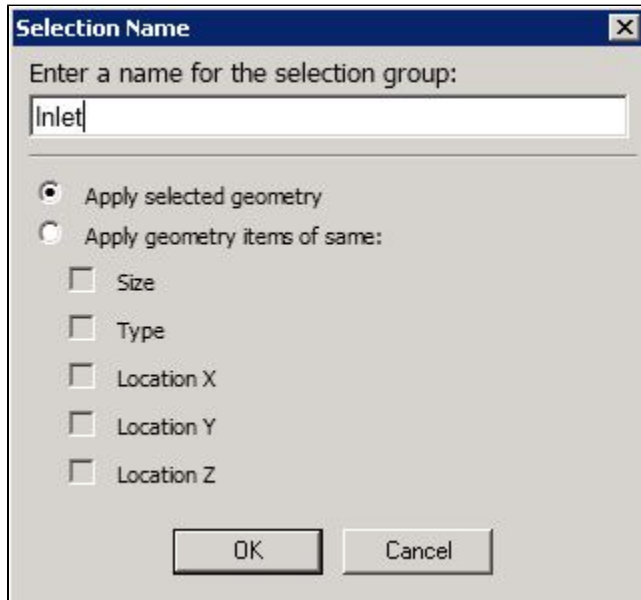 Selection Name
Enter a name for the selection group:
Inlet
Apply selected geometry
Apply geometry items of same:
Size
Type
Location X
Location Y
Location Z
OK Cancel